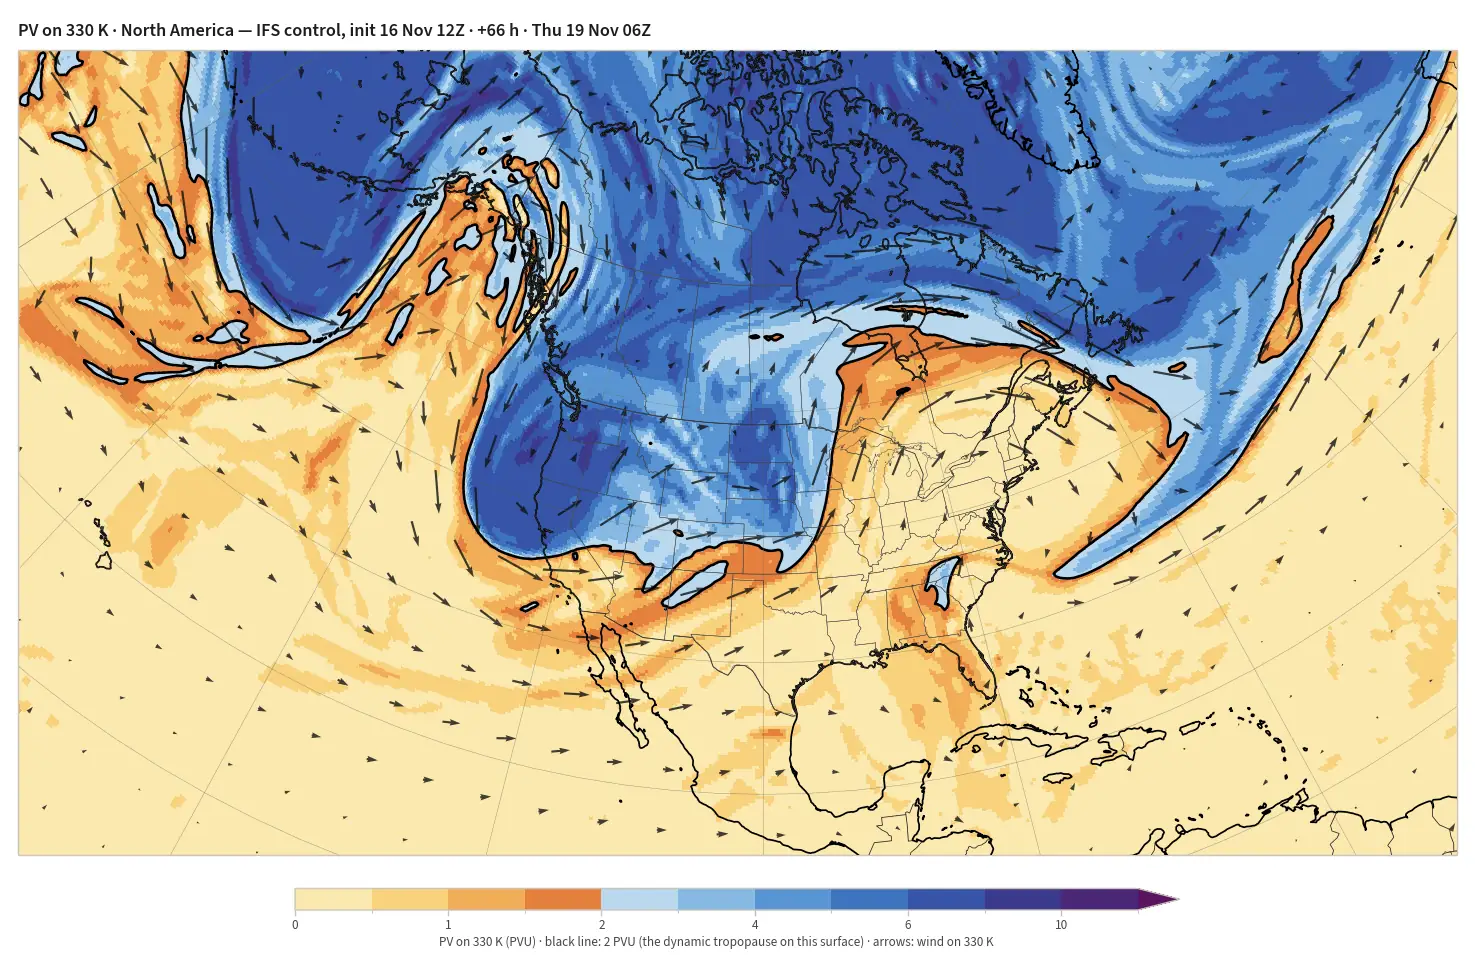 PV on 330 K · North America — IFS control, init 16 Nov 12Z · +66 h · Thu 19 Nov 06Z
0 1 2 4 6 10
PV on 330 K (PVU) · black line: 2 PVU (the dynamic tropopause on this surface) · arrows: wind on 330 K